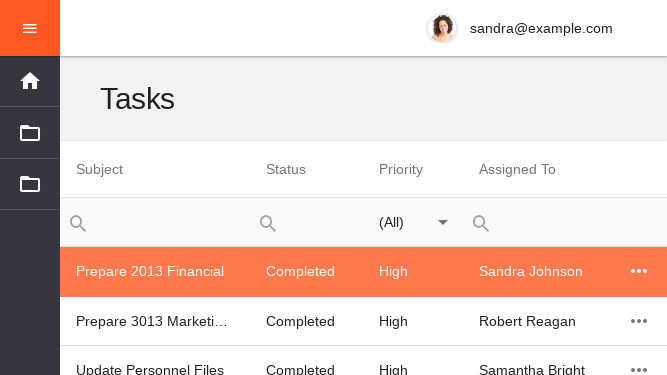 sandra@example.com
Tasks
Subject Status Priority Assigned To
(All)
Prepare 2013 Financial Completed High Sandra Johnson
Prepare 3013 Marketi... Completed High Robert Reagan
Update Personnel Files Completed High Samantha Bright